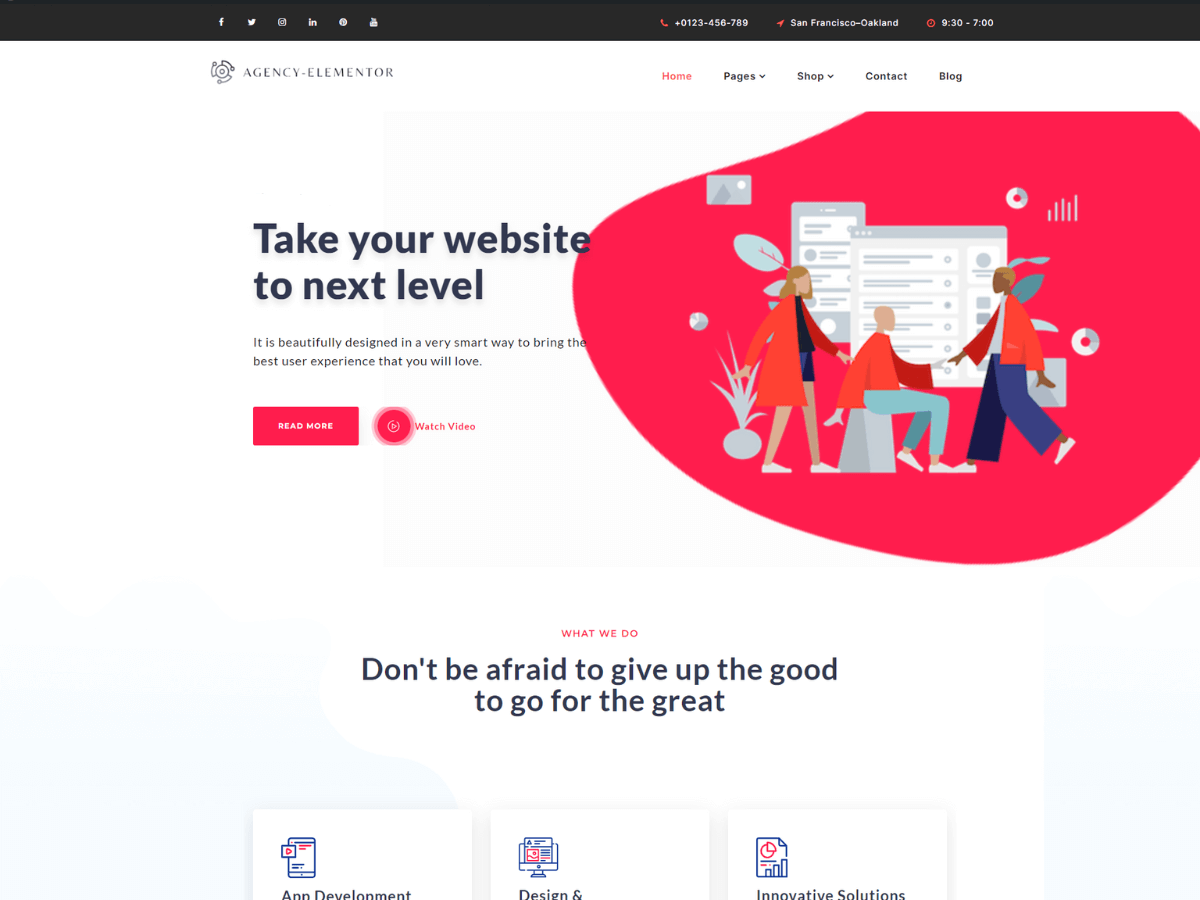 +0123-456-789 San Francisco–Oakland 9:30 - 7:00
AGENCY-ELEMENTOR
Home Pages Shop Contact Blog
Take your website
to next level
It is beautifully designed in a very smart way to bring the
best user experience that you will love.
READ MORE Watch Video
WHAT WE DO
Don't be afraid to give up the good
to go for the great
App Development Design & Innovative Solutions